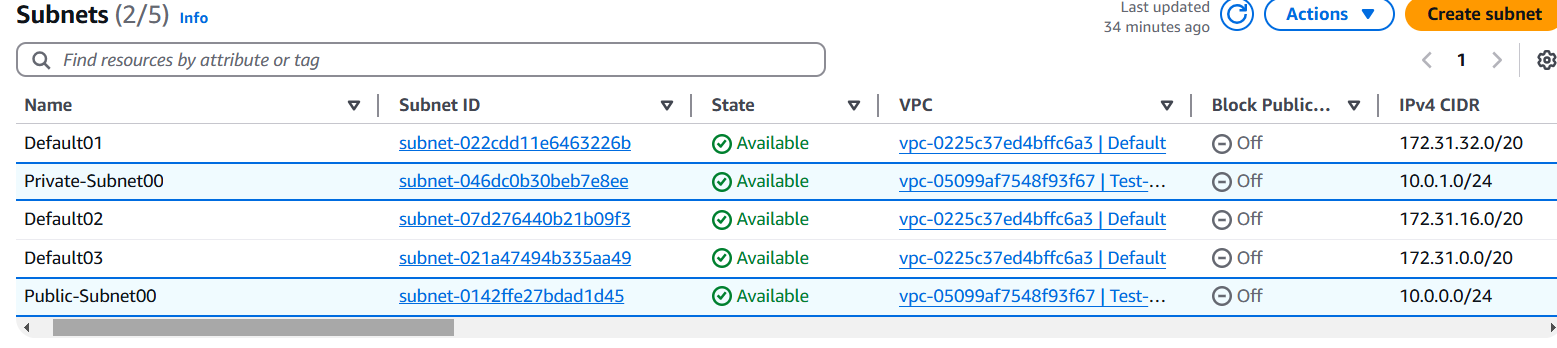 Subnets (2/5) Info
Last updated
34 minutes ago
Actions
Create subnet
Find resources by attribute or tag
1
Name Subnet ID State VPC Block Public... IPv4 CIDR
Default01 subnet-022cdd11e6463226b Available vpc-0225c37ed4bffc6a3 | Default Off 172.31.32.0/20
Private-Subnet00 subnet-046dc0b30beb7e8ee Available vpc-05099af7548f93f67 | Test-... Off 10.0.1.0/24
Default02 subnet-07d276440b21b09f3 Available vpc-0225c37ed4bffc6a3 | Default Off 172.31.16.0/20
Default03 subnet-021a47494b335aa49 Available vpc-0225c37ed4bffc6a3 | Default Off 172.31.0.0/20
Public-Subnet00 subnet-0142ffe27bdad1d45 Available vpc-05099af7548f93f67 | Test-... Off 10.0.0.0/24